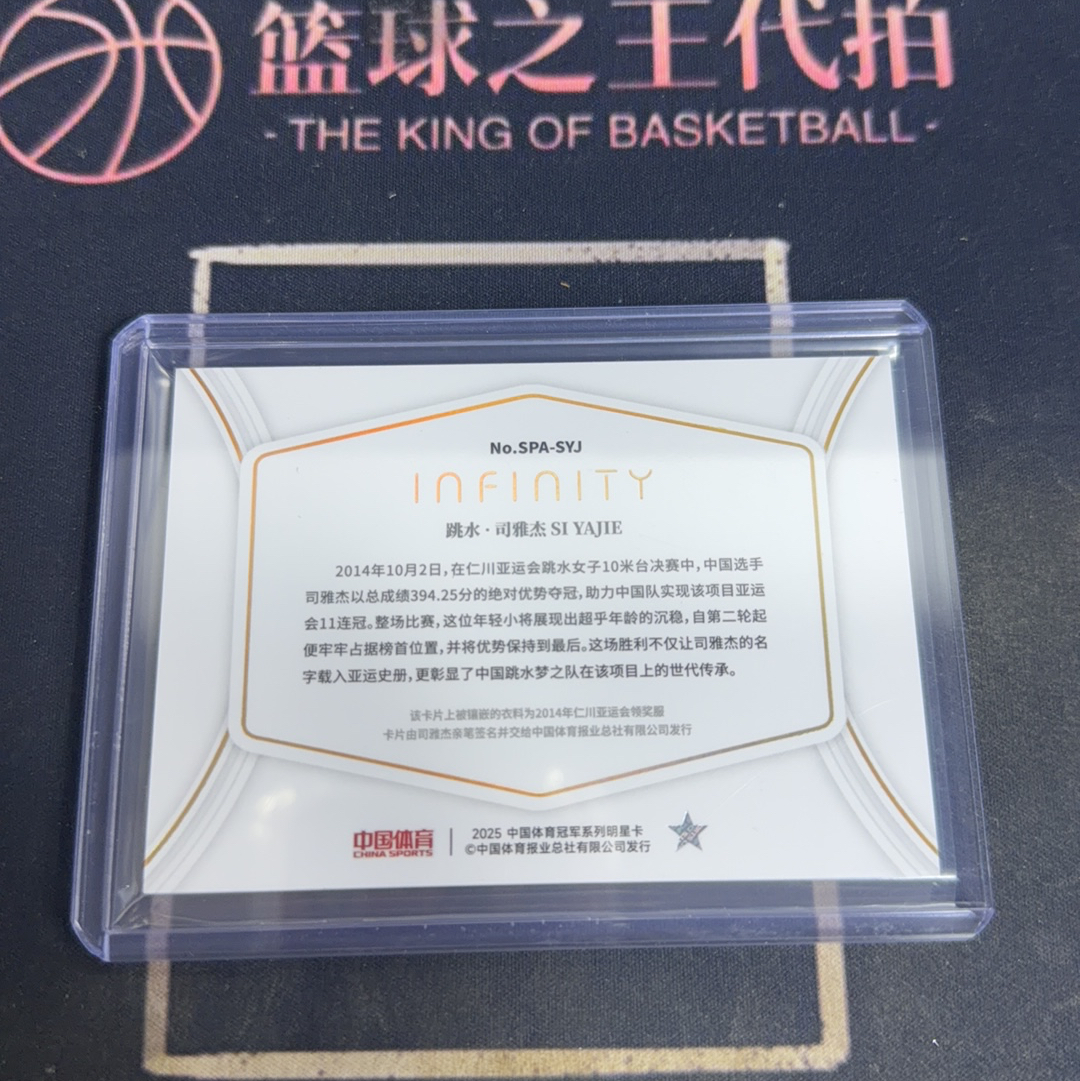 篮球之王代拍
- THE KING OF BASKETBALL -
No.SPA-SYJ
INFINITY
跳水·司雅杰 SI YAJIE
2014年10月2日,在仁川亚运会跳水女子10米台决赛中,中国选手
司雅杰以总成绩394.25分的绝对优势夺冠,助力中国队实现该项目亚运
会11连冠。整场比赛,这位年轻小将展现出超乎年龄的沉稳,自第二轮起
便牢牢占据榜首位置,并将优势保持到最后。这场胜利不仅让司雅杰的名
字载入亚运史册,更彰显了中国跳水梦之队在该项目上的世代传承。
该卡片上被镶嵌的衣料为2014年仁川亚运会领奖服
卡片由司雅杰亲笔签名并交给中国体育报业总社有限公司发行
中国体育
CHINA SPORTS
2025 中国体育冠军系列明星卡
©中国体育报业总社有限公司发行